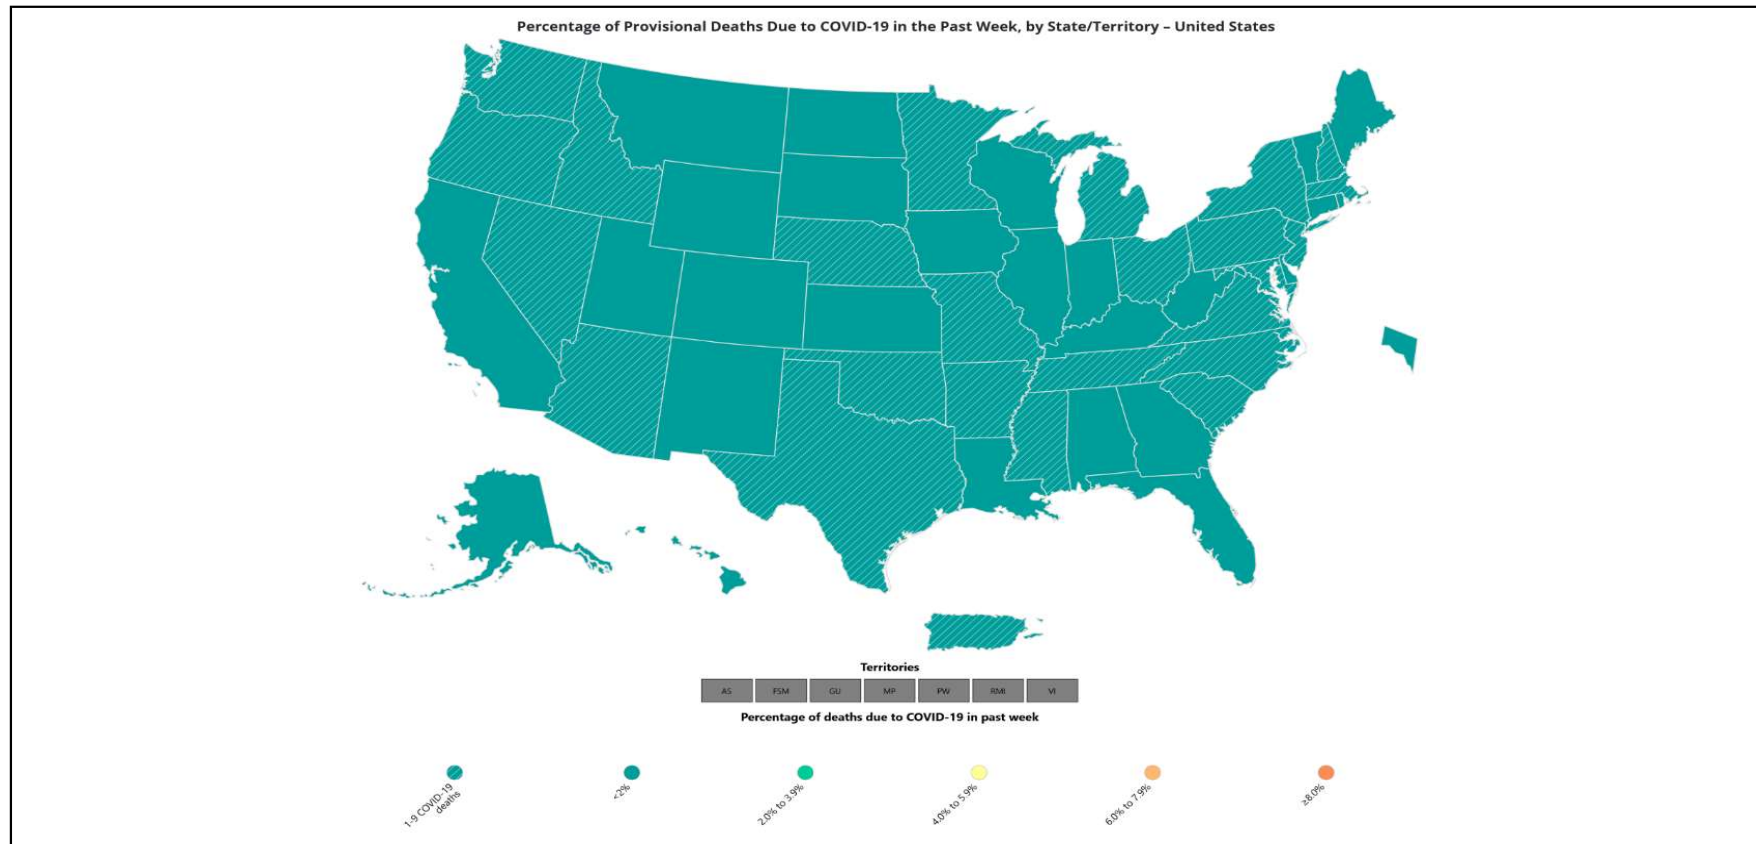 Percentage of Provisional Deaths Due to COVID-19 in the Past Week, by State/Territory – United States
Territories
AS FSM GU MP PW RMI VI
Percentage of deaths due to COVID-19 in past week
1-9 COVID-19
deaths
<2%
2.0% to 3.9%
4.0% to 5.9%
6.0% to 7.9%
≥8.0%